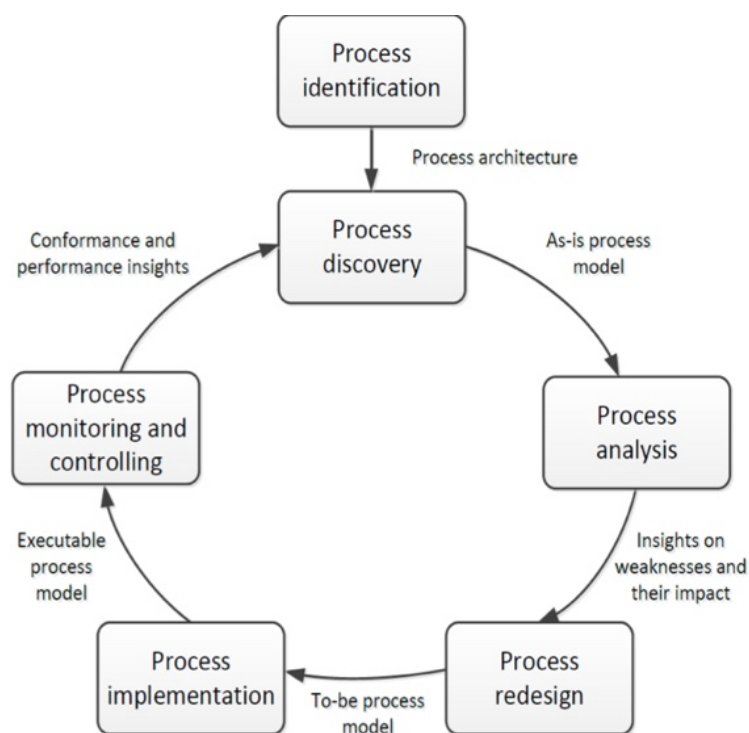 Process
identification
Process architecture
Process
discovery
As-is process
model
Process
analysis
Insights on
weaknesses and
their impact
Process
redesign
To-be process
model
Process
implementation
Executable
process
model
Process
monitoring and
controlling
Conformance and
performance insights